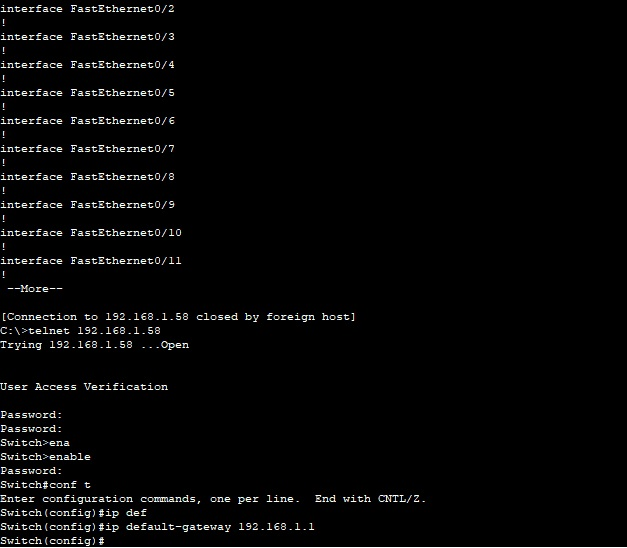 interface FastEthernet0/2
!
interface FastEthernet0/3
!
interface FastEthernet0/4
!
interface FastEthernet0/5
!
interface FastEthernet0/6
!
interface FastEthernet0/7
!
interface FastEthernet0/8
!
interface FastEthernet0/9
!
interface FastEthernet0/10
!
interface FastEthernet0/11
!
 --More--
[Connection to 192.168.1.58 closed by foreign host]
C:\>telnet 192.168.1.58
Trying 192.168.1.58 ...Open
User Access Verification
Password:
Password:
Switch>ena
Switch>enable
Password:
Switch#conf t
Enter configuration commands, one per line.  End with CNTL/Z.
Switch(config)#ip def
Switch(config)#ip default-gateway 192.168.1.1
Switch(config)#